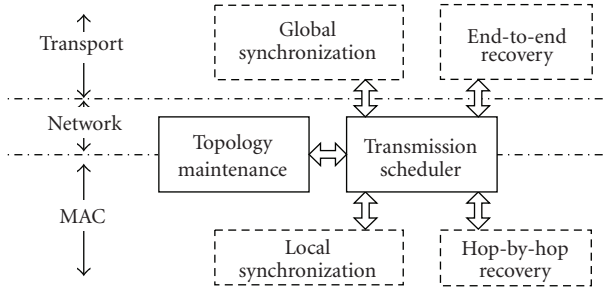 Transport
Global
synchronization
End-to-end
recovery
Network
Topology
maintenance
Transmission
scheduler
MAC
Local
synchronization
Hop-by-hop
recovery